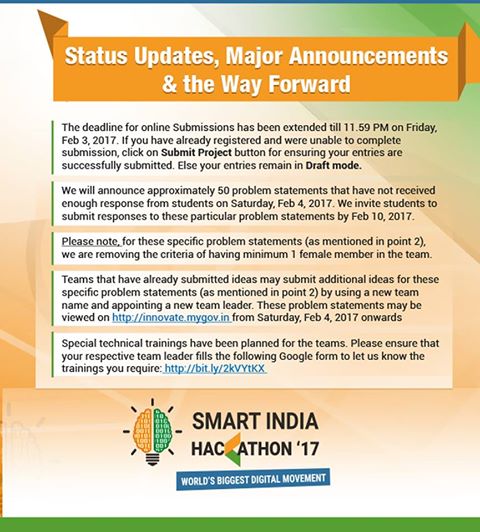 Status Updates, Major Announcements
& the Way Forward
The deadline for online Submissions has been extended till 11.59 PM on Friday,
Feb 3, 2017. If you have already registered and were unable to complete
submission, click on Submit Project button for ensuring your entries are
successfully submitted. Else your entries remain in Draft mode.
We will announce approximately 50 problem statements that have not received
enough response from students on Saturday, Feb 4, 2017. We invite students to
submit responses to these particular problem statements by Feb 10, 2017.
Please note, for these specific problem statements (as mentioned in point 2),
we are removing the criteria of having minimum 1 female member in the team.
Teams that have already submitted ideas may submit additional ideas for these
specific problem statements (as mentioned in point 2) by using a new team
name and appointing a new team leader. These problem statements may be
viewed on http://innovate.mygov.in from Saturday, Feb 4, 2017 onwards
Special technical trainings have been planned for the teams. Please ensure that
your respective team leader fills the following Google form to let us know the
trainings you require: http://bit.ly/2kVYtKX
SMART INDIA
HACKATHON '17
WORLD'S BIGGEST DIGITAL MOVEMENT